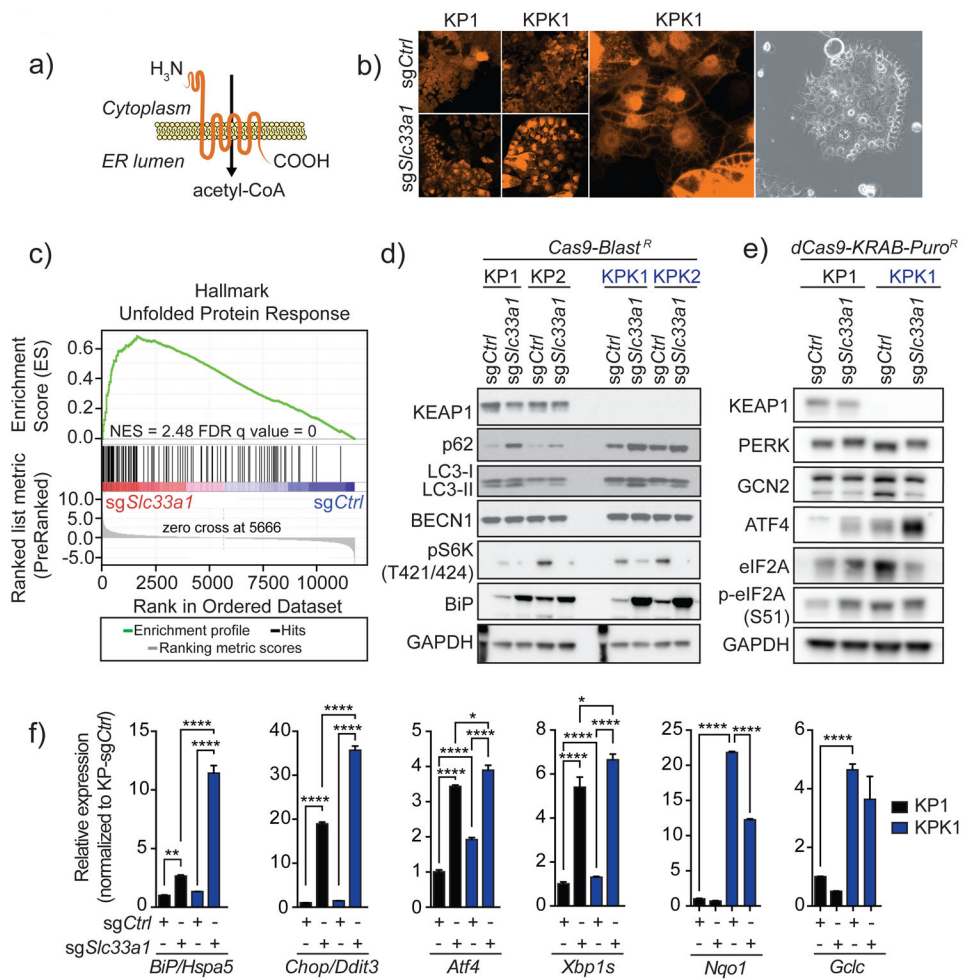 a)
H3N
Cytoplasm
ER lumen
COOH
acetyl-CoA
b)
KP1 KPK1 KPK1
sgCtrl
sgSlc33a1
c)
Hallmark
Unfolded Protein Response
Enrichment
Score (ES)
0.6
0.4
0.2
0.0
NES = 2.48 FDR q value = 0
sgSlc33a1 sgCtrl
Ranked list metric
(PreRanked)
10.0
5.0
0.0
-5.0
zero cross at 5666
0 2500 5000 7500 10000
Rank in Ordered Dataset
Enrichment profile Hits
Ranking metric scores
d)
Cas9-Blast R
KP1 KP2 KPK1 KPK2
sgCtrl sgSlc33a1 sgCtrl sgSlc33a1 sgCtrl sgSlc33a1 sgCtrl sgSlc33a1
KEAP1
p62
LC3-I
LC3-II
BECN1
pS6K
(T421/424)
BiP
GAPDH
e)
dCas9-KRAB-Puro R
KP1 KPK1
sgCtrl sgSlc33a1 sgCtrl sgSlc33a1
KEAP1
PERK
GCN2
ATF4
eIF2A
p-eIF2A
(S51)
GAPDH
f)
Relative expression
(normalized to KP-sgCtrl)
15
10
5
0
** **** ****
40
30
20
10
0
**** **** ****
6
4
2
0
**** **** **** *
8
6
4
2
0
**** **** **** *
25
20
15
10
5
0
**** ****
6
4
2
0
****
KP1
KPK1
sgCtrl + - + - + - + - + - + - + - + - + - + - + - + -
sgSlc33a1 - + - + - + - + - + - + - + - + - + - + - + - +
BiP/Hspa5 Chop/Ddit3 Atf4 Xbp1s Nqo1 Gclc